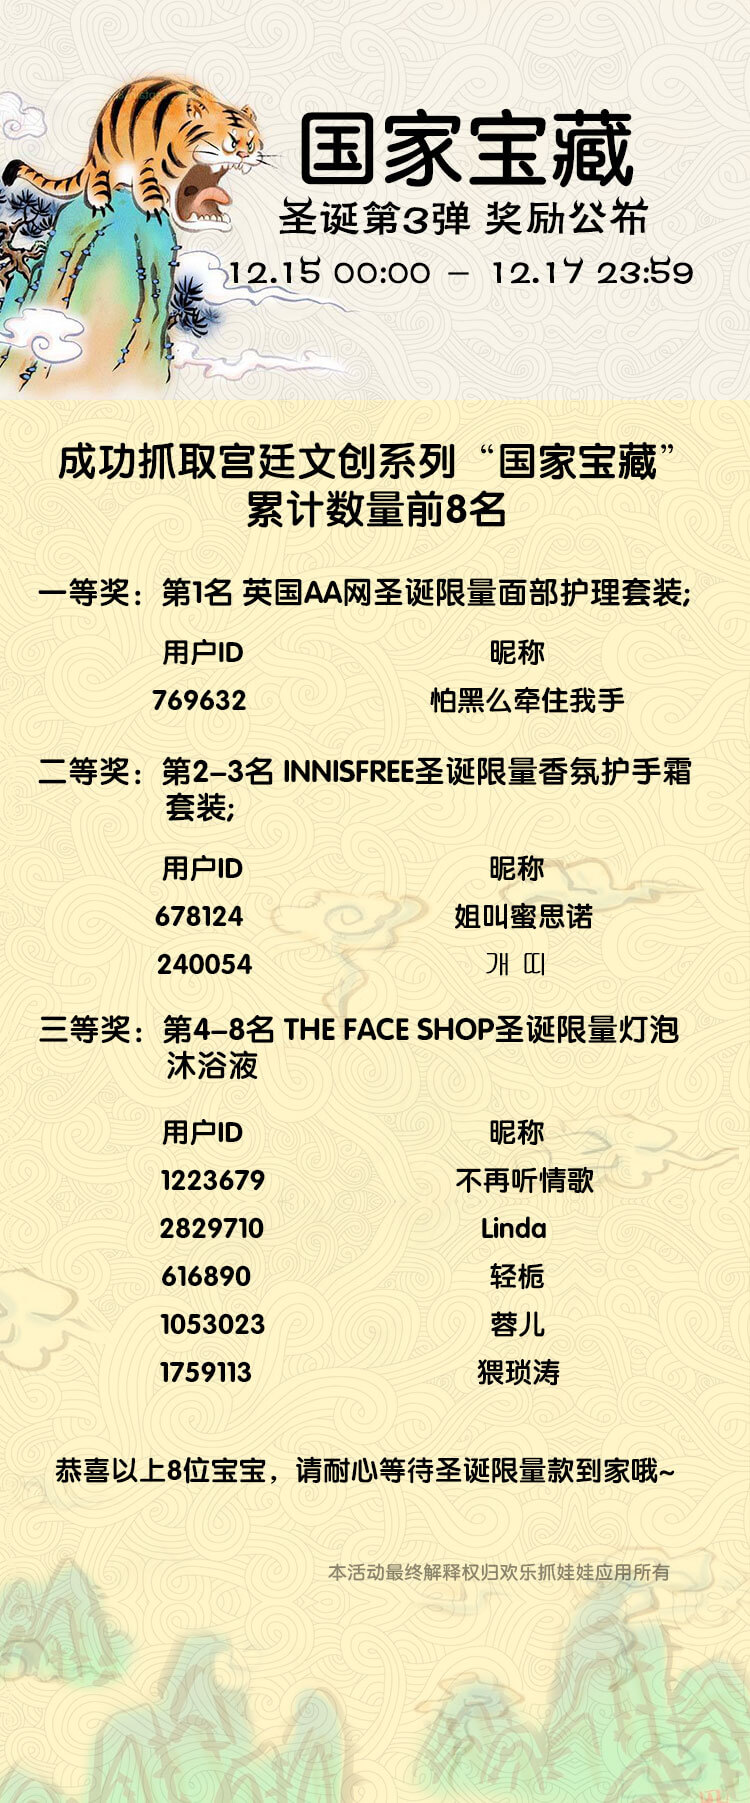 国家宝藏
圣诞第3弹 奖励公布
12.15 00:00 – 12.17 23:59
成功抓取宫廷文创系列“国家宝藏”
累计数量前8名
一等奖：第1名 英国AA网圣诞限量面部护理套装;
用户ID 昵称
769632 怕黑么牵住我手
二等奖：第2-3名 INNISFREE圣诞限量香氛护手霜
套装;
用户ID 昵称
678124 姐叫蜜思诺
240054 개 띠
三等奖：第4-8名 THE FACE SHOP圣诞限量灯泡
沐浴液
用户ID 昵称
1223679 不再听情歌
2829710 Linda
616890 轻栀
1053023 蓉儿
1759113 猥琐涛
恭喜以上8位宝宝，请耐心等待圣诞限量款到家哦~
本活动最终解释权归欢乐抓娃娃应用所有